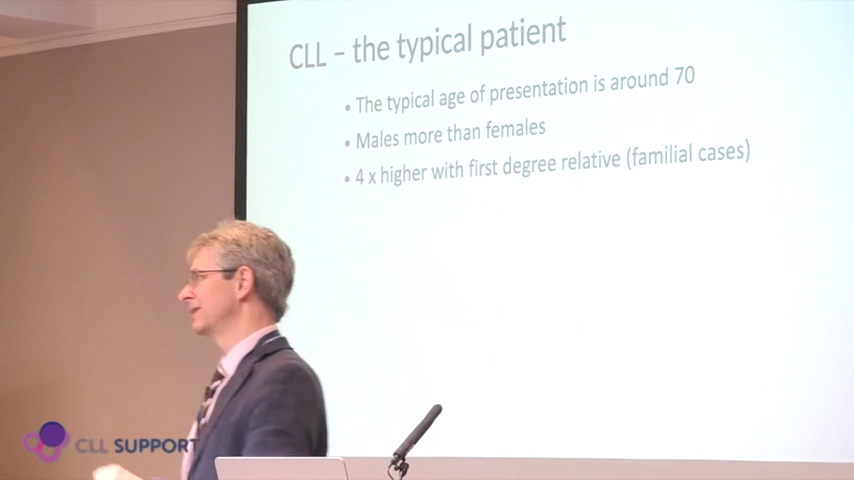 CLL – the typical patient
• The typical age of presentation is around 70
• Males more than females
• 4 x higher with first degree relative (familial cases)
CLL SUPPORT